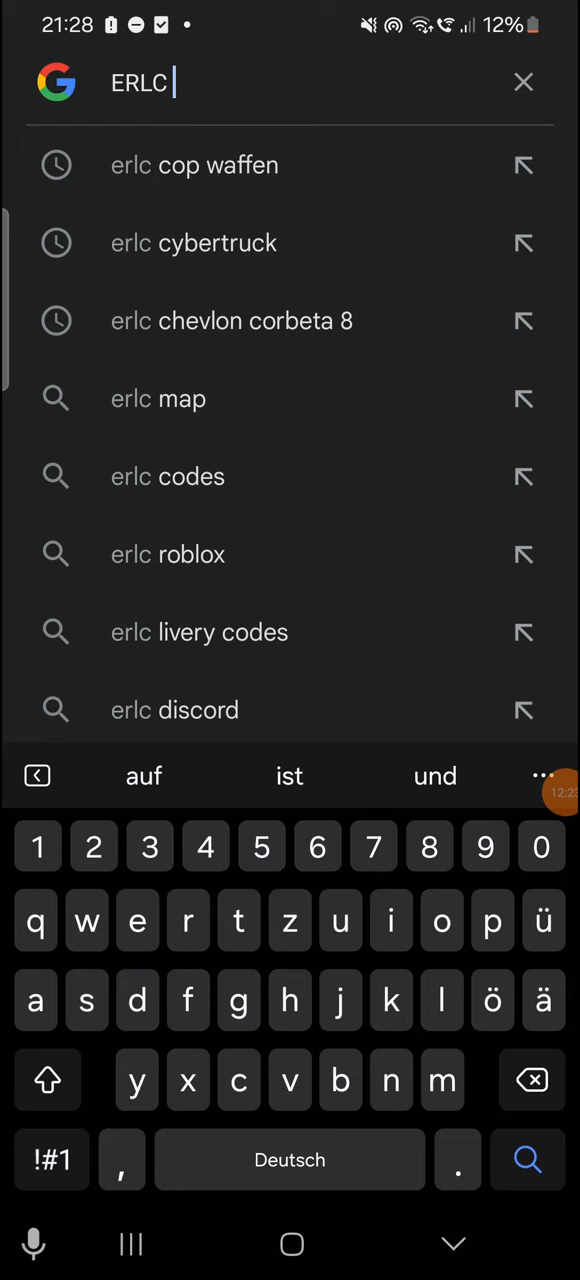 21:28 12%
ERLC
erlc cop waffen
erlc cybertruck
erlc chevlon corbeta 8
erlc map
erlc codes
erlc roblox
erlc livery codes
erlc discord
auf ist und ...
12:23
1 2 3 4 5 6 7 8 9 0
q w e r t z u i o p ü
a s d f g h j k l ö ä
y x c v b n m
!#1 , Deutsch .